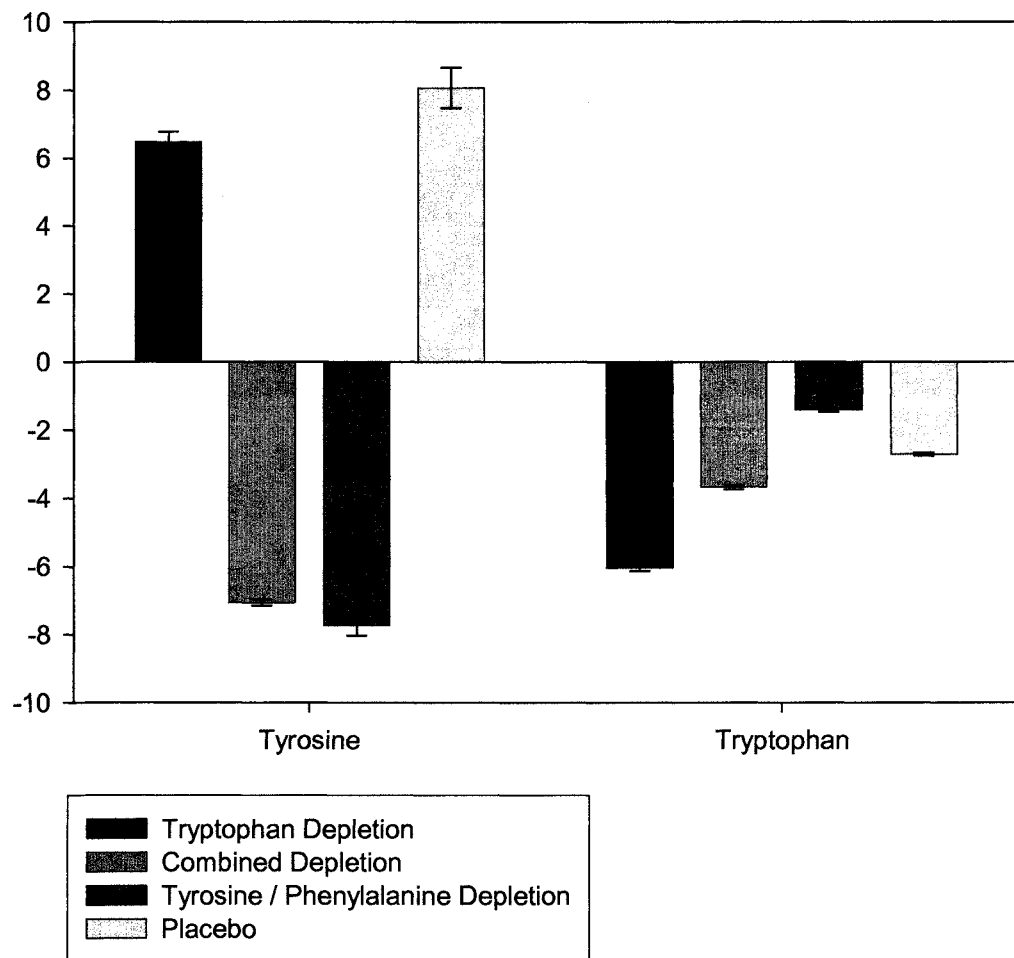 10
8
6
4
2
0
-2
-4
-6
-8
-10
Tyrosine Tryptophan
Tryptophan Depletion
Combined Depletion
Tyrosine / Phenylalanine Depletion
Placebo